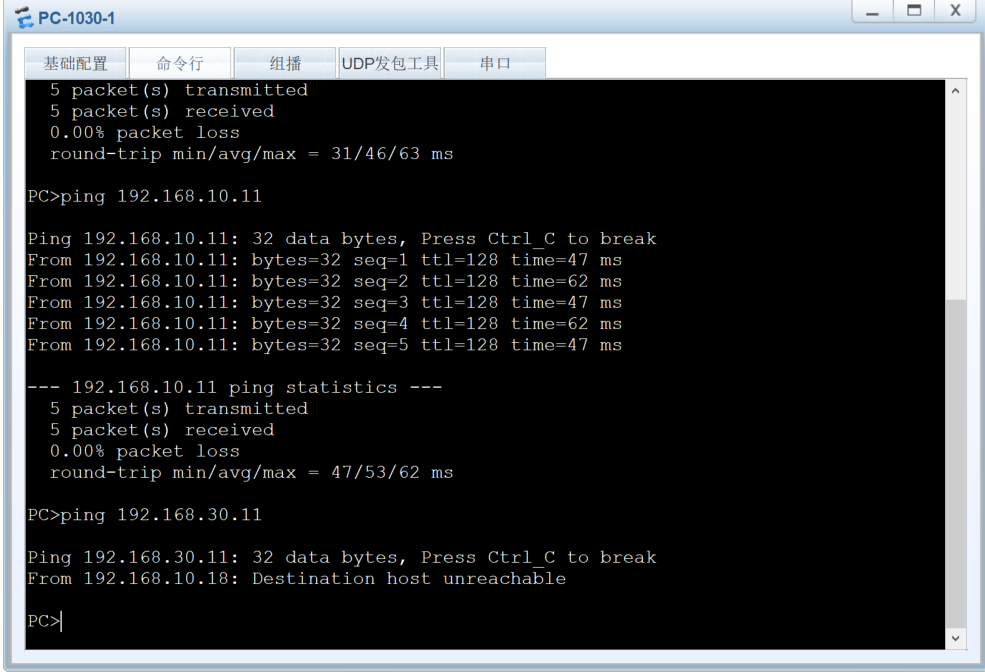 PC-1030-1
基础配置 命令行 组播 UDP发包工具 串口
5 packet(s) transmitted
5 packet(s) received
0.00% packet loss
round-trip min/avg/max = 31/46/63 ms
PC>ping 192.168.10.11
Ping 192.168.10.11: 32 data bytes, Press Ctrl_C to break
From 192.168.10.11: bytes=32 seq=1 ttl=128 time=47 ms
From 192.168.10.11: bytes=32 seq=2 ttl=128 time=62 ms
From 192.168.10.11: bytes=32 seq=3 ttl=128 time=47 ms
From 192.168.10.11: bytes=32 seq=4 ttl=128 time=62 ms
From 192.168.10.11: bytes=32 seq=5 ttl=128 time=47 ms
--- 192.168.10.11 ping statistics ---
5 packet(s) transmitted
5 packet(s) received
0.00% packet loss
round-trip min/avg/max = 47/53/62 ms
PC>ping 192.168.30.11
Ping 192.168.30.11: 32 data bytes, Press Ctrl_C to break
From 192.168.10.18: Destination host unreachable
PC>